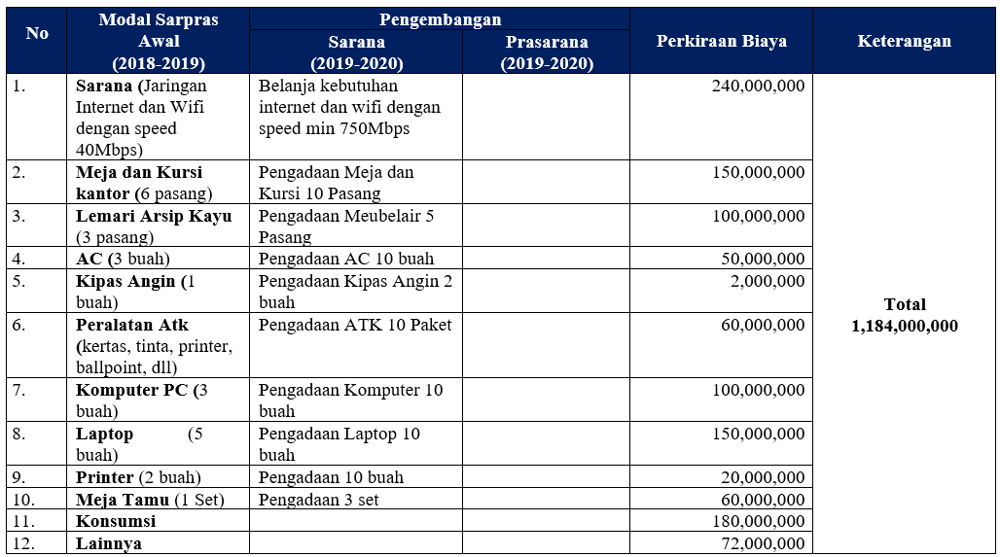 No
Modal Sarpras
Awal
(2018-2019)
Pengembangan
Sarana
(2019-2020)
Prasarana
(2019-2020)
Perkiraan Biaya
Keterangan
1.
Sarana (Jaringan
Internet dan Wifi
dengan speed
40Mbps)
Belanja kebutuhan
internet dan wifi dengan
speed min 750Mbps
240,000,000
2.
Meja dan Kursi
kantor (6 pasang)
Pengadaan Meja dan
Kursi 10 Pasang
150,000,000
3.
Lemari Arsip Kayu
(3 pasang)
Pengadaan Meubelair 5
Pasang
100,000,000
4.
AC (3 buah)
Pengadaan AC 10 buah
50,000,000
5.
Kipas Angin (1
buah)
Pengadaan Kipas Angin 2
buah
2,000,000
6.
Peralatan Atk
(kertas, tinta, printer,
ballpoint, dll)
Pengadaan ATK 10 Paket
60,000,000
7.
Komputer PC (3
buah)
Pengadaan Komputer 10
buah
100,000,000
8.
Laptop (5
buah)
Pengadaan Laptop 10
buah
150,000,000
9.
Printer (2 buah)
Pengadaan 10 buah
20,000,000
10.
Meja Tamu (1 Set)
Pengadaan 3 set
60,000,000
11.
Konsumsi
180,000,000
12.
Lainnya
72,000,000
Total
1,184,000,000